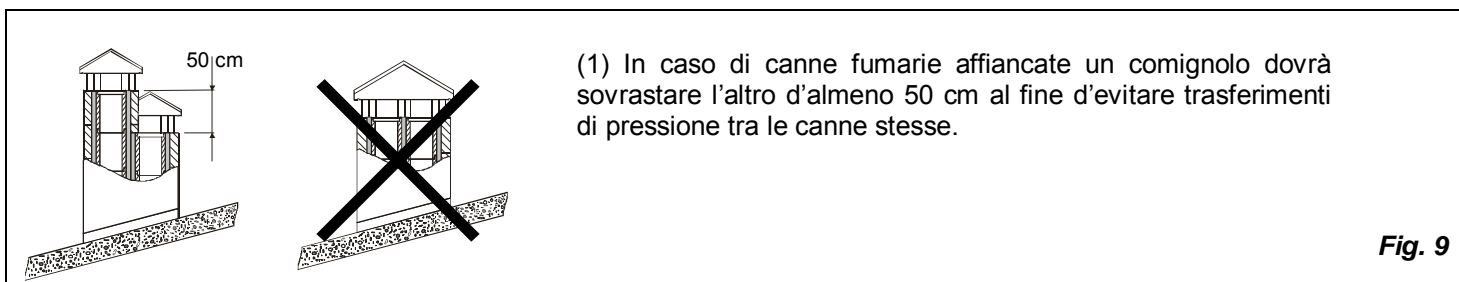 50 cm
(1) In caso di canne fumarie affiancate un comignolo dovrà
sovrastare l’altro d’almeno 50 cm al fine d’evitare trasferimenti
di pressione tra le canne stesse.
Fig. 9